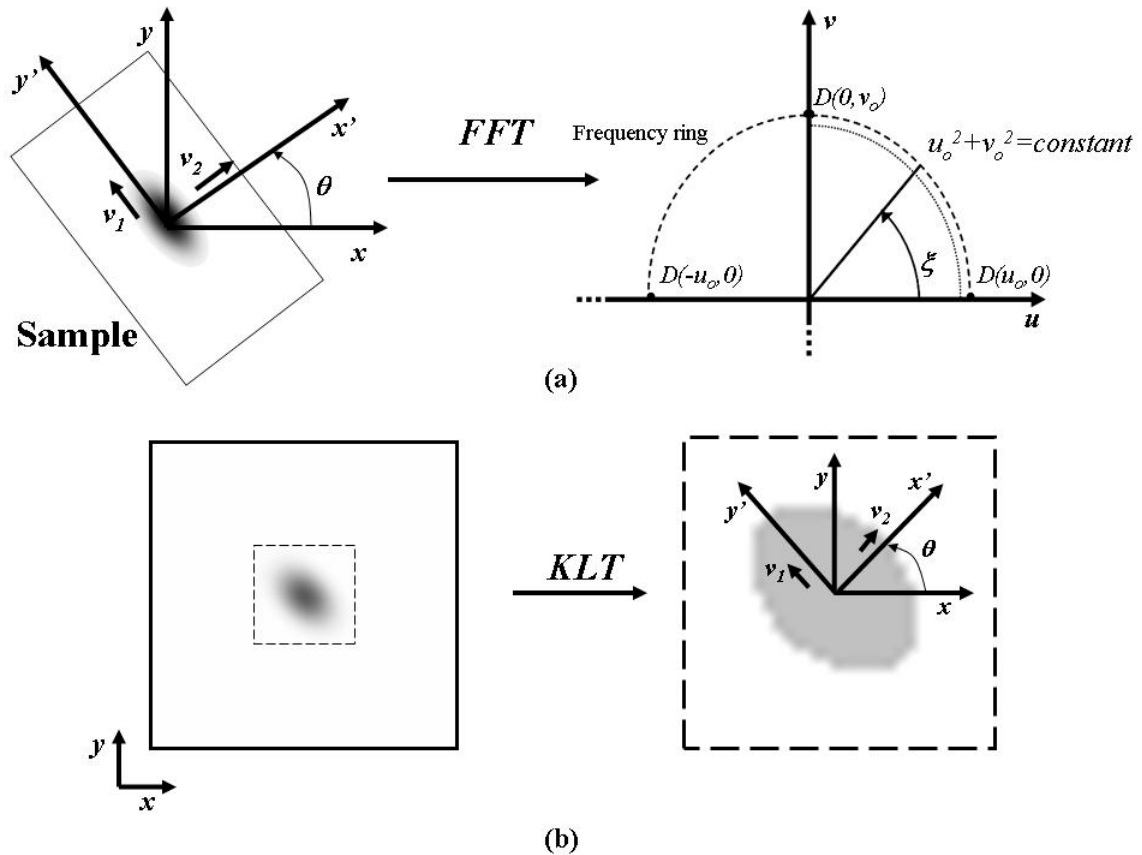 y
y’
x’
v2
v1
θ
x
Sample
FFT
v
D(0,vo)
Frequency ring
uo2+vo2=constant
ξ
D(-uo,0)
D(uo,0)
u
(a)
y
x’
y’
v2
θ
v1
x
KLT
y
x
(b)